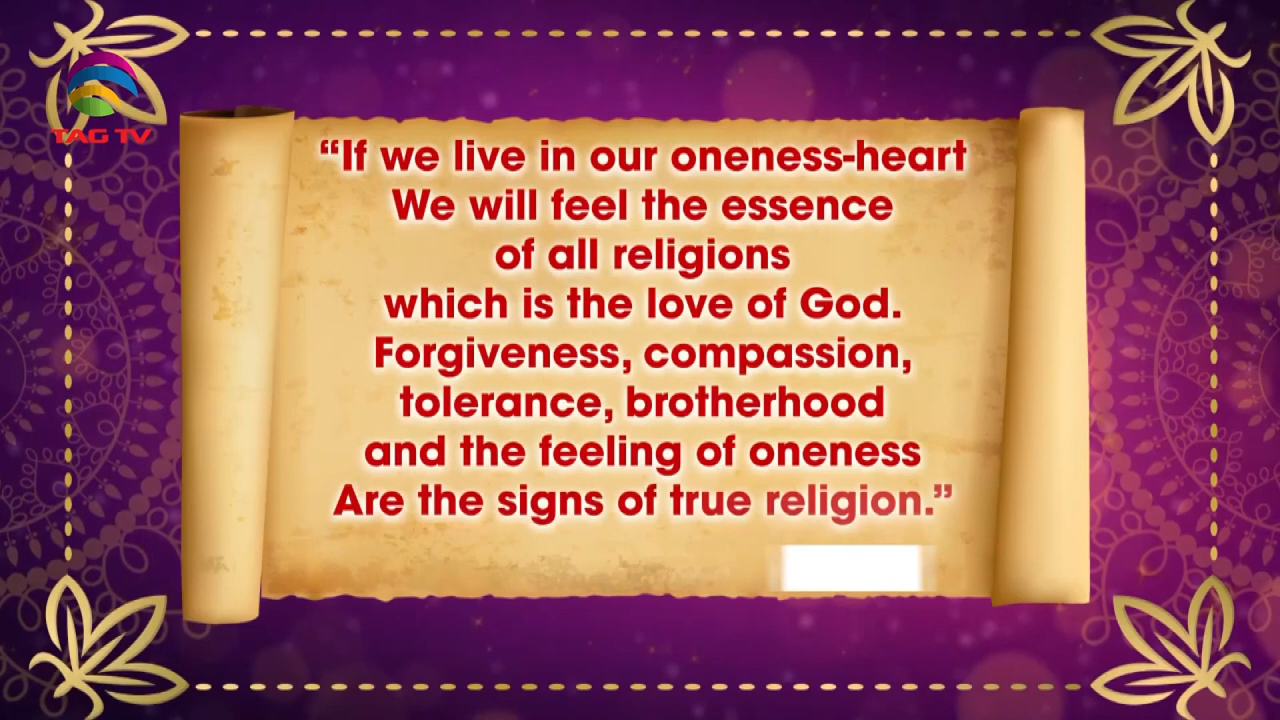 TAG TV
“If we live in our oneness-heart
We will feel the essence
of all religions
which is the love of God.
Forgiveness, compassion,
tolerance, brotherhood
and the feeling of oneness
Are the signs of true religion.”